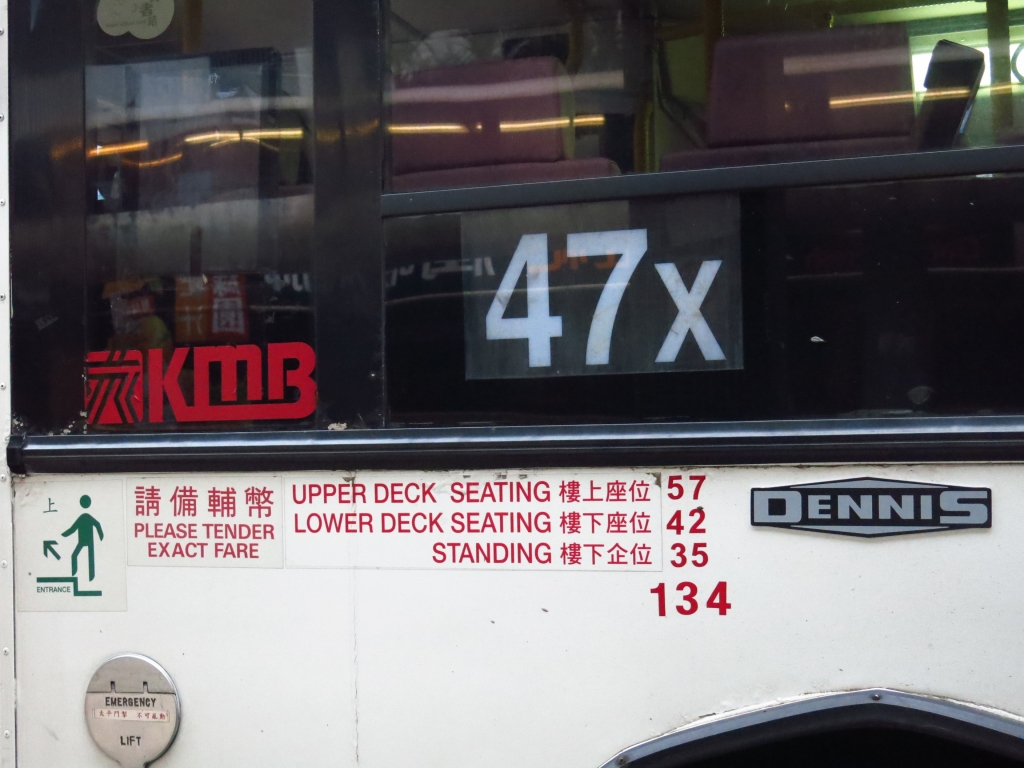 47X
KMB
上
ENTRANCE
請備輔幣
PLEASE TENDER
EXACT FARE
UPPER DECK SEATING 樓上座位 57
LOWER DECK SEATING 樓下座位 42
STANDING 樓下企位 35
134
DENNIS
EMERGENCY
LIFT